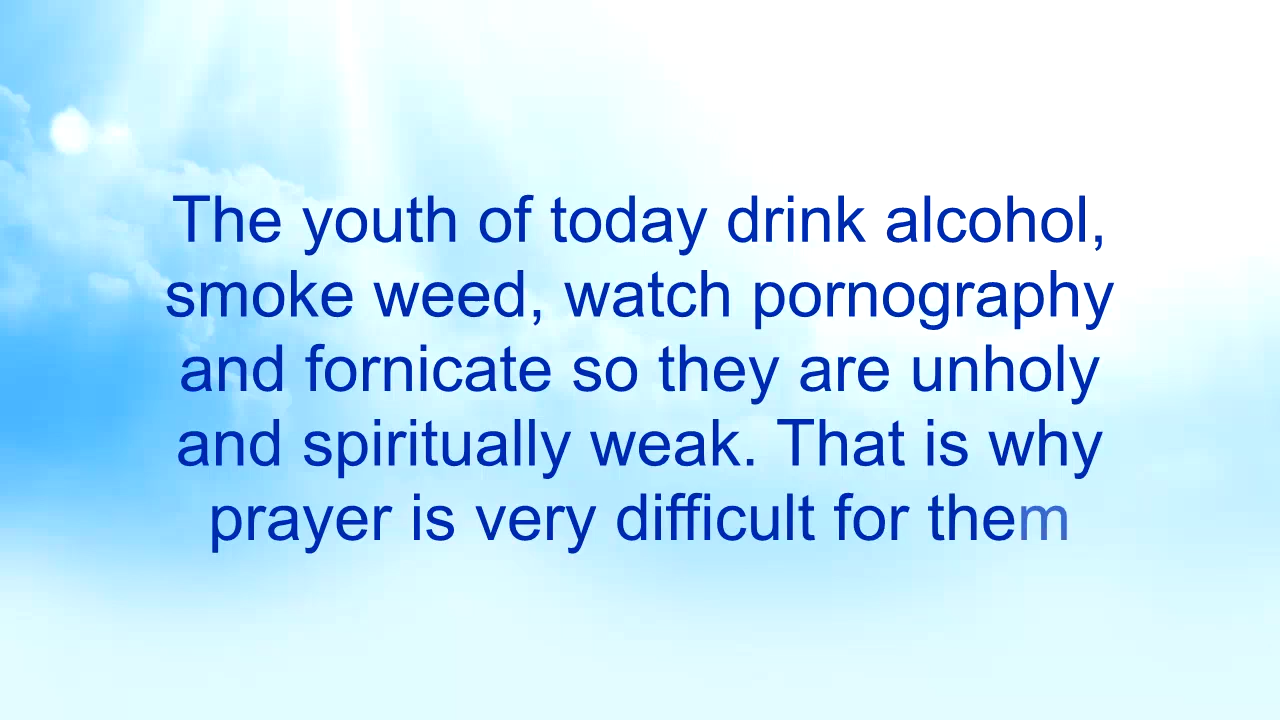 The youth of today drink alcohol,
smoke weed, watch pornography
and fornicate so they are unholy
and spiritually weak. That is why
prayer is very difficult for them